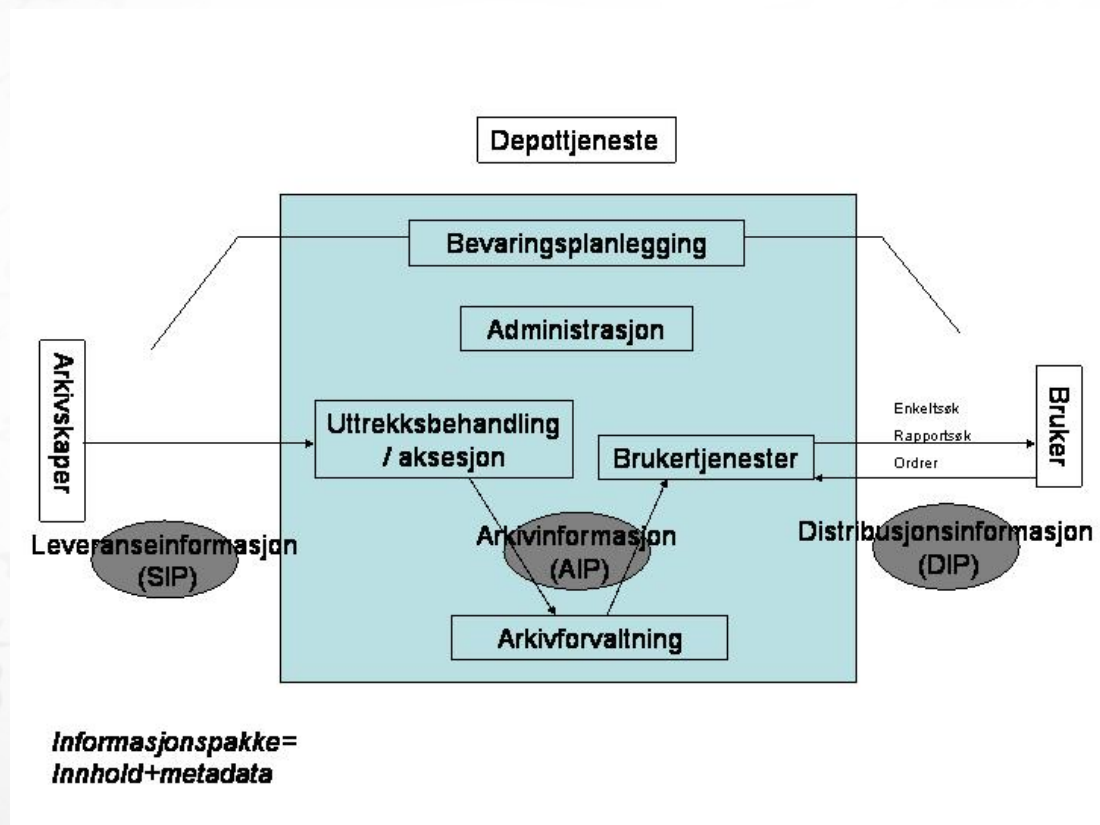 Depottjeneste
Bevaringsplanlegging
Administrasjon
Arkivskaper
Uttrekksbehandling
/ aksesjon
Brukertjenester
Enkeltsøk
Rapportsøk
Ordrer
Bruker
Leveranseinformasjon
(SIP)
Arkivinformasjon
(AIP)
Distribusjonsinformasjon
(DIP)
Arkivforvaltning
Informasjonspakke=
Innhold+metadata